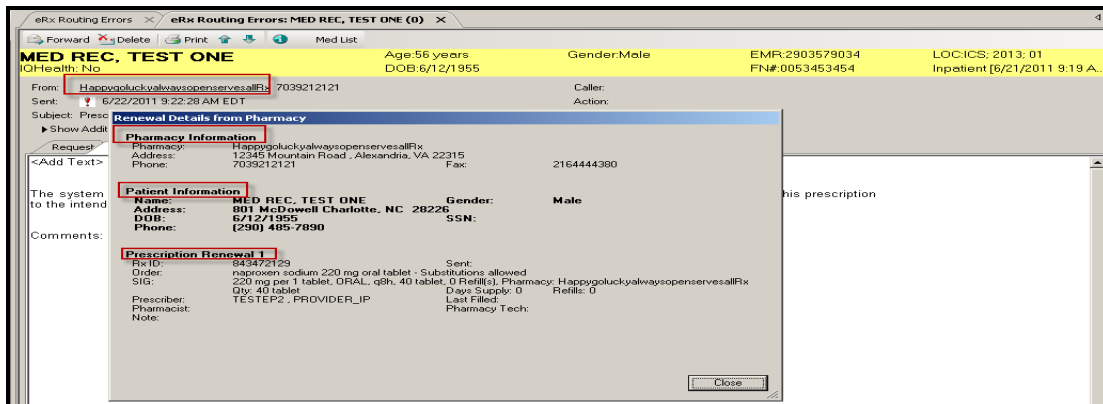 eRx Routing Errors
eRx Routing Errors: MED REC, TEST ONE (0)
Forward Delete Print Med List
MED REC, TEST ONE Age:56 years Gender:Male EMR:2903579034 LOC:ICS; 2013; 01
IQHealth: No DOB:6/12/1955 FN#:0053453454 Inpatient [6/21/2011 9:19 A..
From: HappygoluckyalwaysopenservesallRx 7039212121 Caller:
Sent: 6/22/2011 9:22:28 AM EDT Action:
Subject: Presc
Show Addit
Request
<Add Text>
The system his prescription
to the intend
Comments:
Renewal Details from Pharmacy
Pharmacy Information
Pharmacy: HappygoluckyalwaysopenservesallRx
Address: 12345 Mountain Road , Alexandria, VA 22315
Phone: 7039212121 Fax: 2164444380
Patient Information
Name: MED REC, TEST ONE Gender: Male
Address: 801 McDowell Charlotte, NC 28226
DOB: 6/12/1955 SSN:
Phone: (290) 485-7890
Prescription Renewal 1
Rx ID: 843472129 Sent:
Order: naproxen sodium 220 mg oral tablet - Substitutions allowed
SIG: 220 mg per 1 tablet, ORAL, q8h, 40 tablet, 0 Refill(s), Pharmacy: HappygoluckyalwaysopenservesallRx
Qty: 40 tablet Days Supply: 0 Refills: 0
Prescriber: TESTEP2 , PROVIDER_IP Last Filled:
Pharmacist: Pharmacy Tech:
Note:
Close